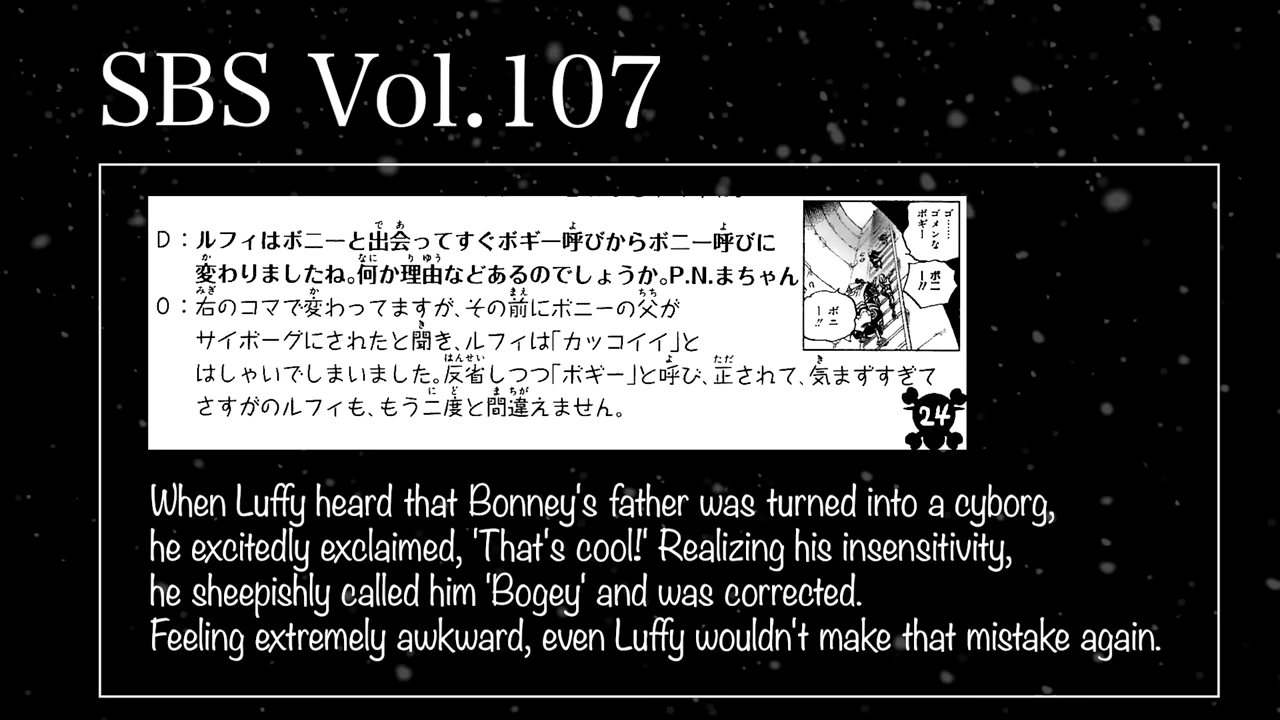 SBS Vol.107
D：ルフィはボニーと出会ってすぐボギー呼びからボニー呼びに
変わりましたね。何か理由などあるのでしょうか。P.N.まちゃん
O：右のコマで変わってますが、その前にボニーの父が
サイボーグにされたと聞き、ルフィは「カッコイイ」と
はしゃいでしまいました。反省しつつ「ボギー」と呼び、正されて、気まずすぎて
さすがのルフィも、もう二度と間違えません。
ゴ……
ゴメンな
ボギー
ボニ
ー!!
ボニ
ー!!
24
When Luffy heard that Bonney's father was turned into a cyborg,
he excitedly exclaimed, 'That's cool!' Realizing his insensitivity,
he sheepishly called him 'Bogey' and was corrected.
Feeling extremely awkward, even Luffy wouldn't make that mistake again.